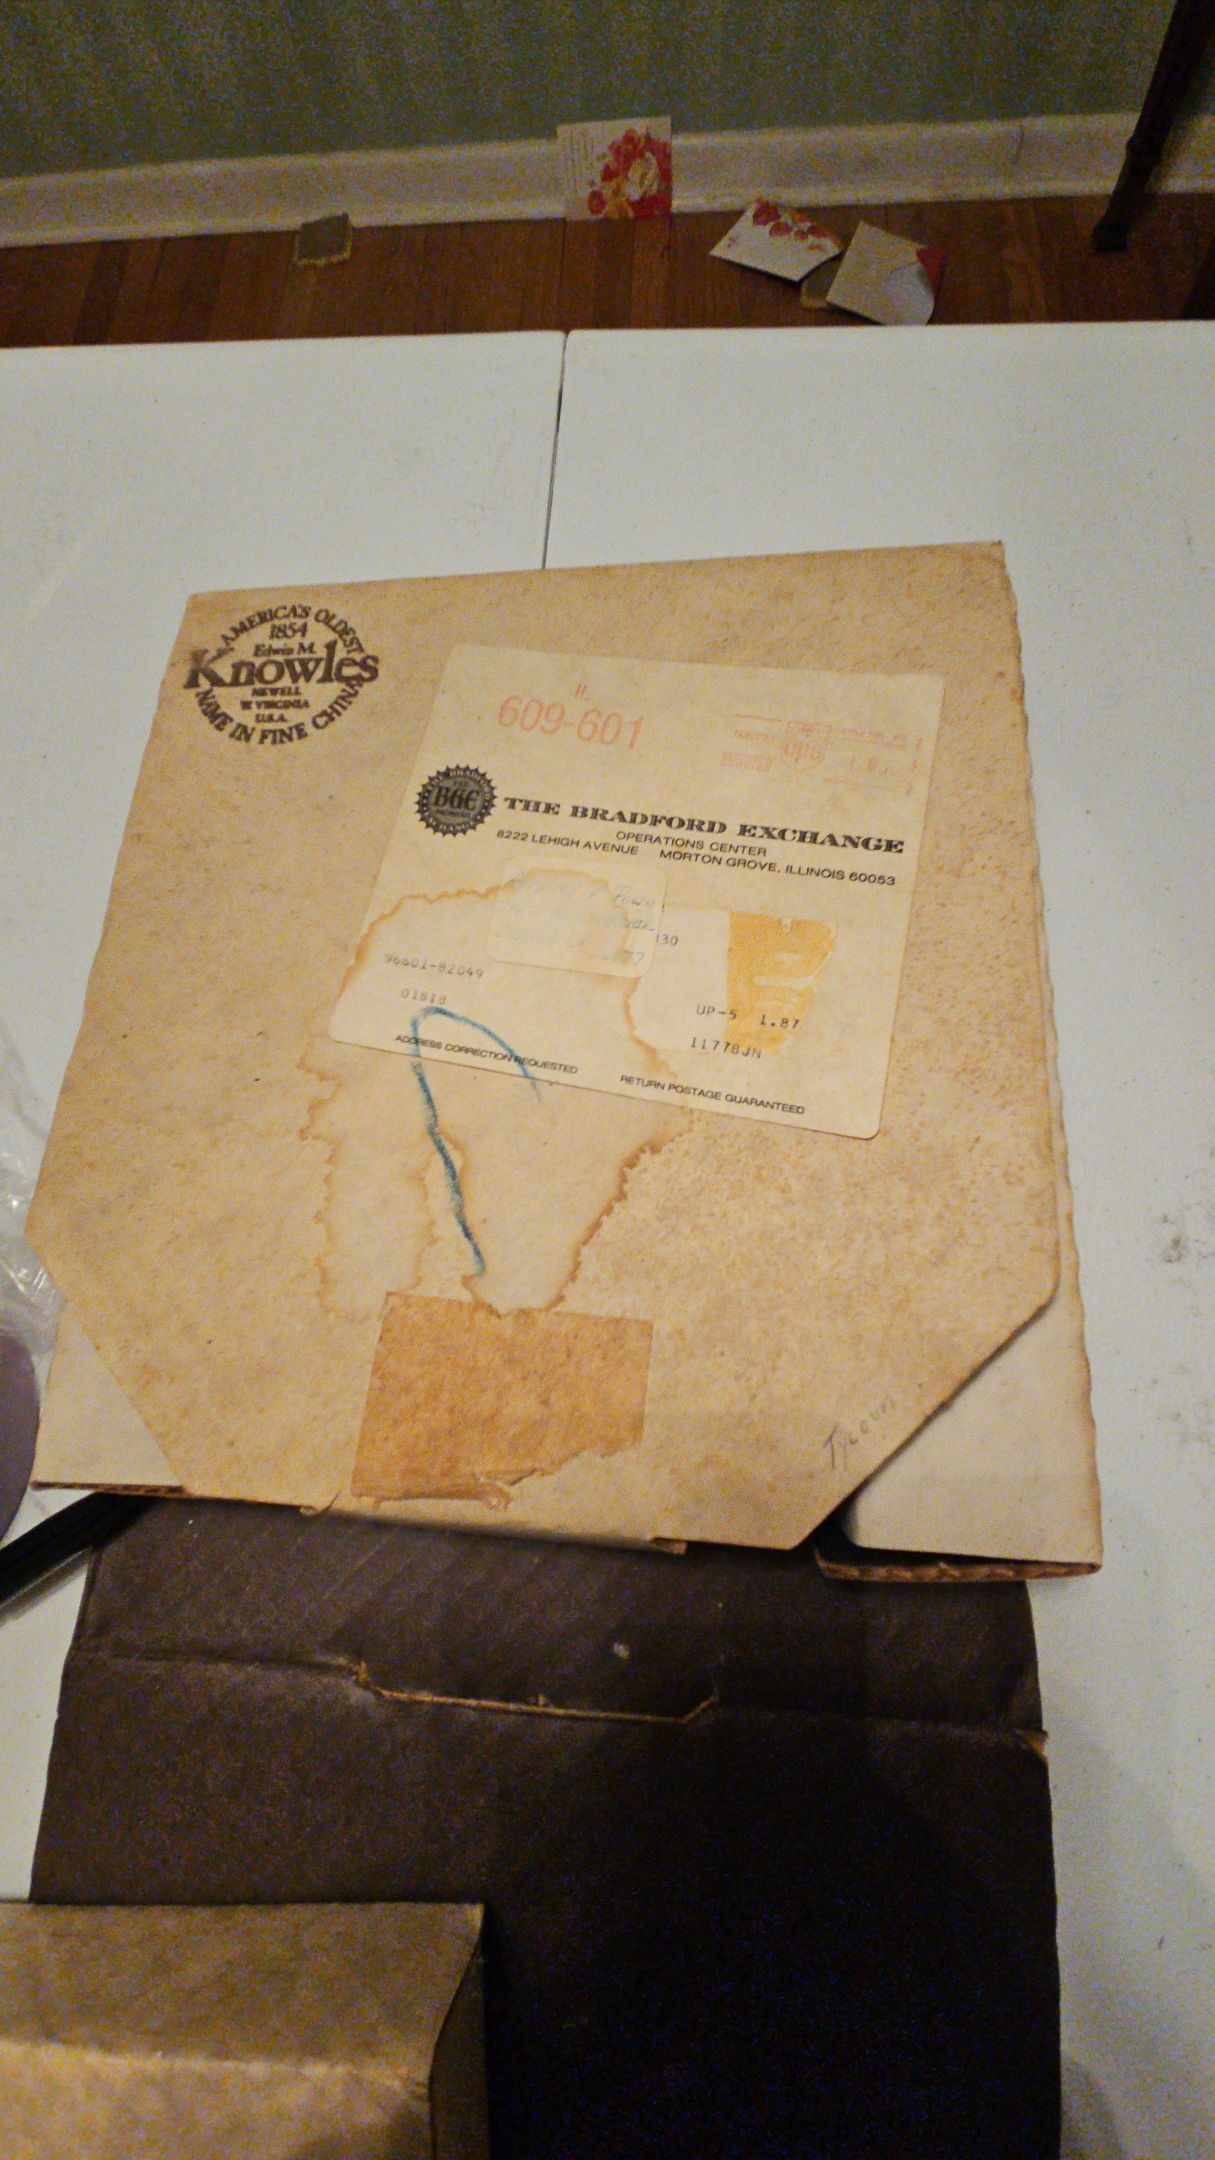 AMERICA'S OLDEST
1854
Edwin M.
Knowles
NEWELL
W. VIRGINIA
U.S.A.
NAME IN FINE CHINA
IL
609-601
B&E
THE BRADFORD EXCHANGE
OPERATIONS CENTER
8222 LEHIGH AVENUE MORTON GROVE, ILLINOIS 60053
30
96601-82049
01818
UP-5 1.87
11778JN
ADDRESS CORRECTION REQUESTED
RETURN POSTAGE GUARANTEED